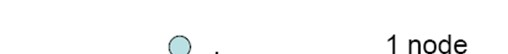 . 1 node